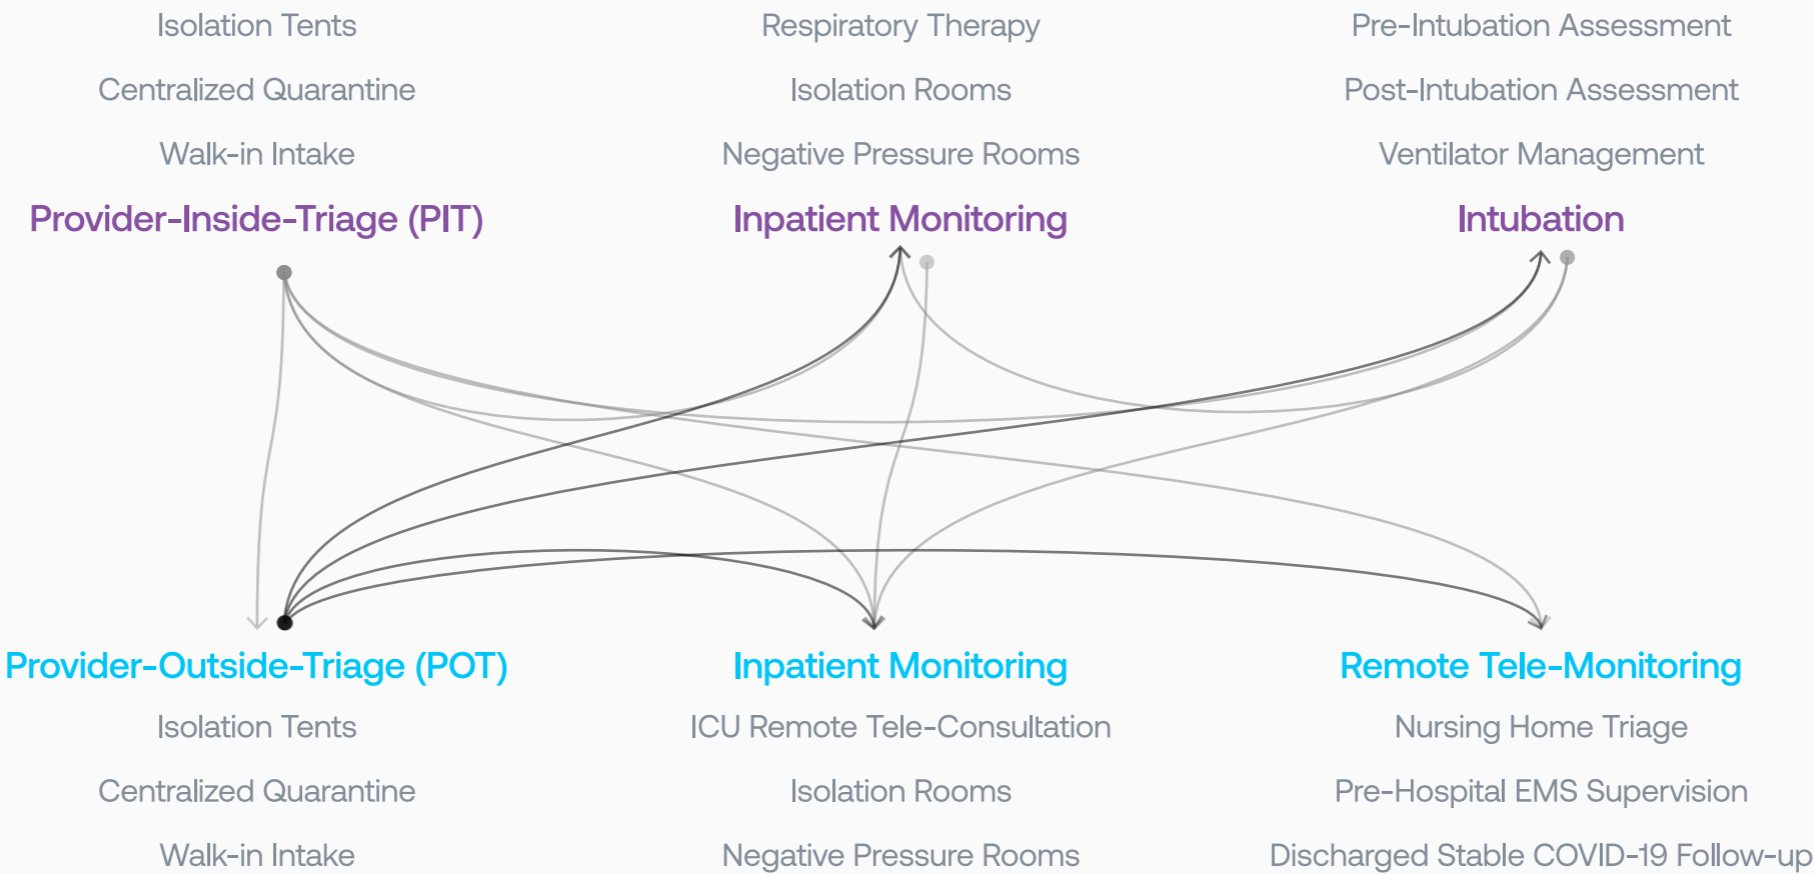 Isolation Tents
Centralized Quarantine
Walk-in Intake
Provider-Inside-Triage (PIT)
Respiratory Therapy
Isolation Rooms
Negative Pressure Rooms
Inpatient Monitoring
Pre-Intubation Assessment
Post-Intubation Assessment
Ventilator Management
Intubation
Provider-Outside-Triage (POT)
Isolation Tents
Centralized Quarantine
Walk-in Intake
Inpatient Monitoring
ICU Remote Tele-Consultation
Isolation Rooms
Negative Pressure Rooms
Remote Tele-Monitoring
Nursing Home Triage
Pre-Hospital EMS Supervision
Discharged Stable COVID-19 Follow-up